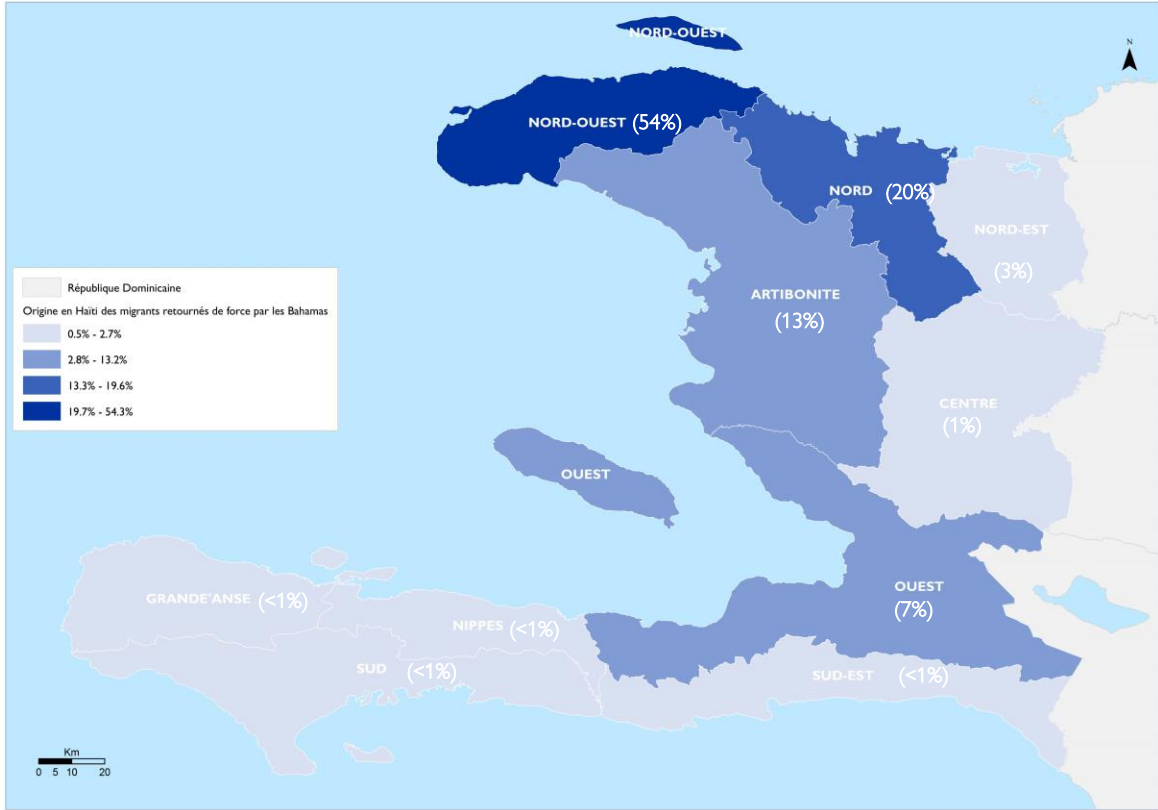 NORD-OUEST
N
NORD-OUEST (54%)
NORD (20%)
NORD-EST
(3%)
République Dominicaine
Origine en Haïti des migrants retournés de force par les Bahamas
0.5% - 2.7%
2.8% - 13.2%
13.3% - 19.6%
19.7% - 54.3%
ARTIBONITE
(13%)
CENTRE
(1%)
OUEST
OUEST
(7%)
GRANDE'ANSE (<1%)
NIPPES (<1%)
SUD (<1%)
SUD-EST (<1%)
Km
0 5 10 20